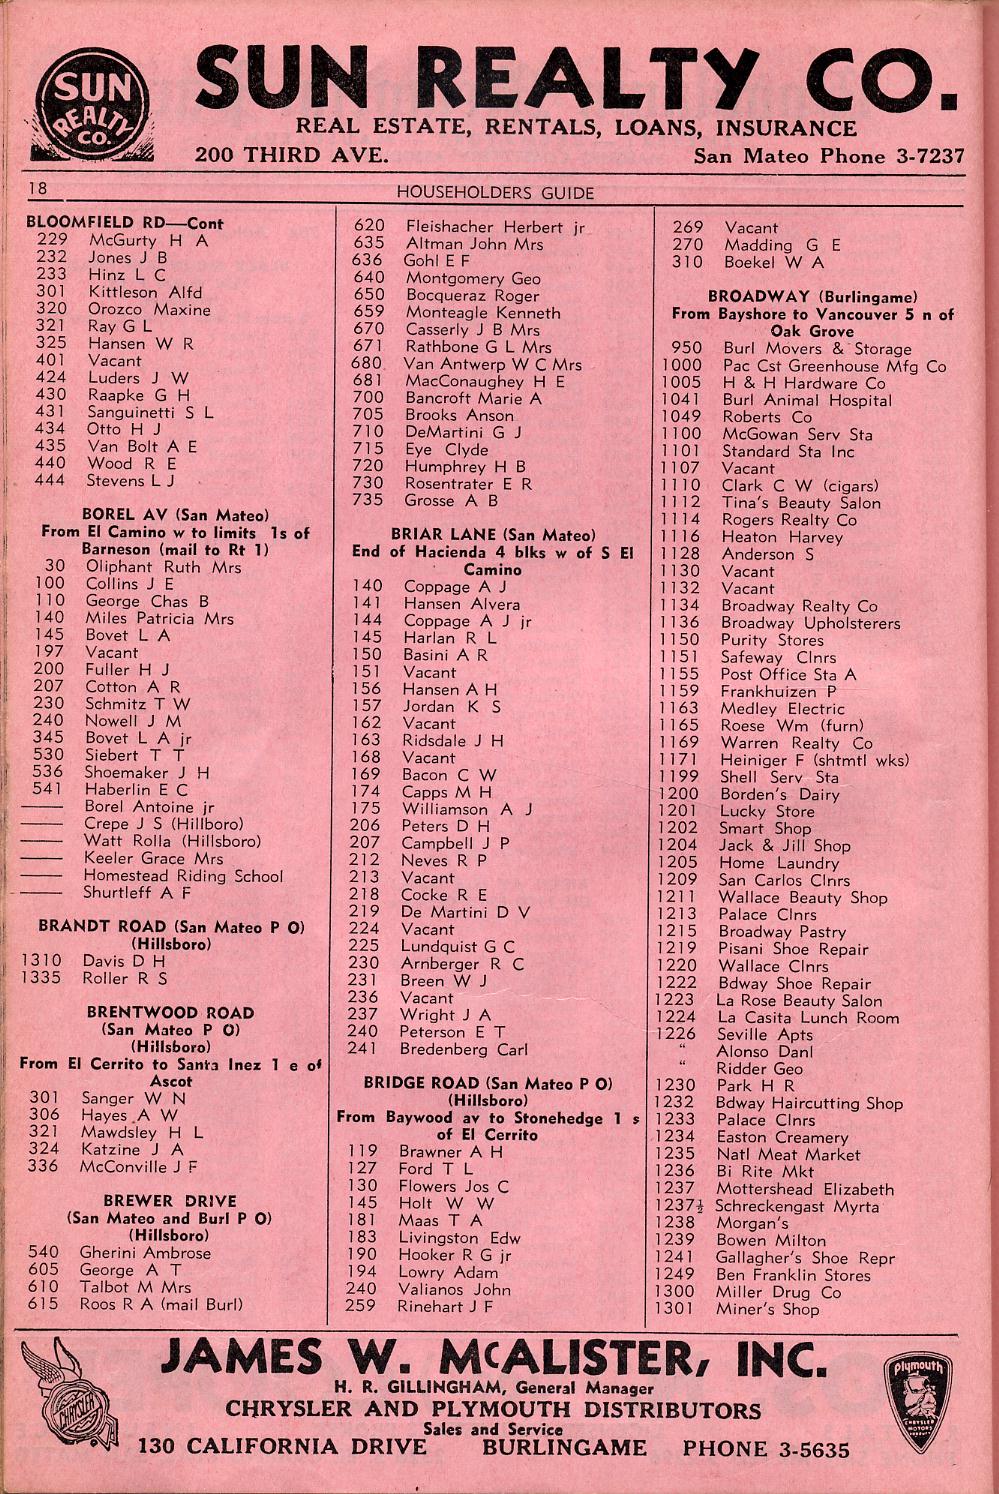 SUN REALTY CO.
SUN
REALTY
CO.
REAL ESTATE, RENTALS, LOANS, INSURANCE
200 THIRD AVE. San Mateo Phone 3-7237
18 HOUSEHOLDERS GUIDE
BLOOMFIELD RD—Cont
229 McGurty H A
232 Jones J B
233 Hinz L C
301 Kittleson Alfd
320 Orozco Maxine
321 Ray G L
325 Hansen W R
401 Vacant
424 Luders J W
430 Raapke G H
431 Sanguinetti S L
434 Otto H J
435 Van Bolt A E
440 Wood R E
444 Stevens L J
BOREL AV (San Mateo)
From El Camino w to limits 1s of
Barneson (mail to Rt 1)
30 Oliphant Ruth Mrs
100 Collins J E
110 George Chas B
140 Miles Patricia Mrs
145 Bovet L A
197 Vacant
200 Fuller H J
207 Cotton A R
230 Schmitz T W
240 Nowell J M
345 Bovet L A jr
530 Siebert T T
536 Shoemaker J H
541 Haberlin E C
—— Borel Antoine jr
—— Crepe J S (Hillboro)
—— Watt Rolla (Hillsboro)
—— Keeler Grace Mrs
—— Homestead Riding School
—— Shurtleff A F
BRANDT ROAD (San Mateo P O)
(Hillsboro)
1310 Davis D H
1335 Roller R S
BRENTWOOD ROAD
(San Mateo P O)
(Hillsboro)
From El Cerrito to Santa Inez 1 e of
Ascot
301 Sanger W N
306 Hayes A W
321 Mawdsley H L
324 Katzine J A
336 McConville J F
BREWER DRIVE
(San Mateo and Burl P O)
(Hillsboro)
540 Gherini Ambrose
605 George A T
610 Talbot M Mrs
615 Roos R A (mail Burl)
620 Fleishacher Herbert jr
635 Altman John Mrs
636 Gohl E F
640 Montgomery Geo
650 Bocqueraz Roger
659 Monteagle Kenneth
670 Casserly J B Mrs
671 Rathbone G L Mrs
680 Van Antwerp W C Mrs
681 MacConaughey H E
700 Bancroft Marie A
705 Brooks Anson
710 DeMartini G J
715 Eye Clyde
720 Humphrey H B
730 Rosentrater E R
735 Grosse A B
BRIAR LANE (San Mateo)
End of Hacienda 4 blks w of S El
Camino
140 Coppage A J
141 Hansen Alvera
144 Coppage A J jr
145 Harlan R L
150 Basini A R
151 Vacant
156 Hansen A H
157 Jordan K S
162 Vacant
163 Ridsdale J H
168 Vacant
169 Bacon C W
174 Capps M H
175 Williamson A J
206 Peters D H
207 Campbell J P
212 Neves R P
213 Vacant
218 Cocke R E
219 De Martini D V
224 Vacant
225 Lundquist G C
230 Arnberger R C
231 Breen W J
236 Vacant
237 Wright J A
240 Peterson E T
241 Bredenberg Carl
BRIDGE ROAD (San Mateo P O)
(Hillsboro)
From Baywood av to Stonehedge 1 s
of El Cerrito
119 Brawner A H
127 Ford T L
130 Flowers Jos C
145 Holt W W
181 Maas T A
183 Livingston Edw
190 Hooker R G jr
194 Lowry Adam
240 Valianos John
259 Rinehart J F
269 Vacant
270 Madding G E
310 Boekel W A
BROADWAY (Burlingame)
From Bayshore to Vancouver 5 n of
Oak Grove
950 Burl Movers & Storage
1000 Pac Cst Greenhouse Mfg Co
1005 H & H Hardware Co
1041 Burl Animal Hospital
1049 Roberts Co
1100 McGowan Serv Sta
1101 Standard Sta Inc
1107 Vacant
1110 Clark C W (cigars)
1112 Tina's Beauty Salon
1114 Rogers Realty Co
1116 Heaton Harvey
1128 Anderson S
1130 Vacant
1132 Vacant
1134 Broadway Realty Co
1136 Broadway Upholsterers
1150 Purity Stores
1151 Safeway Clnrs
1155 Post Office Sta A
1159 Frankhuizen P
1163 Medley Electric
1165 Roese Wm (furn)
1169 Warren Realty Co
1171 Heiniger F (shtmtl wks)
1199 Shell Serv Sta
1200 Borden's Dairy
1201 Lucky Store
1202 Smart Shop
1204 Jack & Jill Shop
1205 Home Laundry
1209 San Carlos Clnrs
1211 Wallace Beauty Shop
1213 Palace Clnrs
1215 Broadway Pastry
1219 Pisani Shoe Repair
1220 Wallace Clnrs
1222 Bdway Shoe Repair
1223 La Rose Beauty Salon
1224 La Casita Lunch Room
1226 Seville Apts
" Alonso Danl
" Ridder Geo
1230 Park H R
1232 Bdway Haircutting Shop
1233 Palace Clnrs
1234 Easton Creamery
1235 Natl Meat Market
1236 Bi Rite Mkt
1237 Mottershead Elizabeth
1237½ Schreckengast Myrta
1238 Morgan's
1239 Bowen Milton
1241 Gallagher's Shoe Repr
1249 Ben Franklin Stores
1300 Miller Drug Co
1301 Miner's Shop
JAMES W. McALISTER, INC.
H. R. GILLINGHAM, General Manager
CHRYSLER AND PLYMOUTH DISTRIBUTORS
Sales and Service
130 CALIFORNIA DRIVE BURLINGAME PHONE 3-5635
CHRYSLER
plymouth
CHRYSLER
MOTORS
PRODUCT